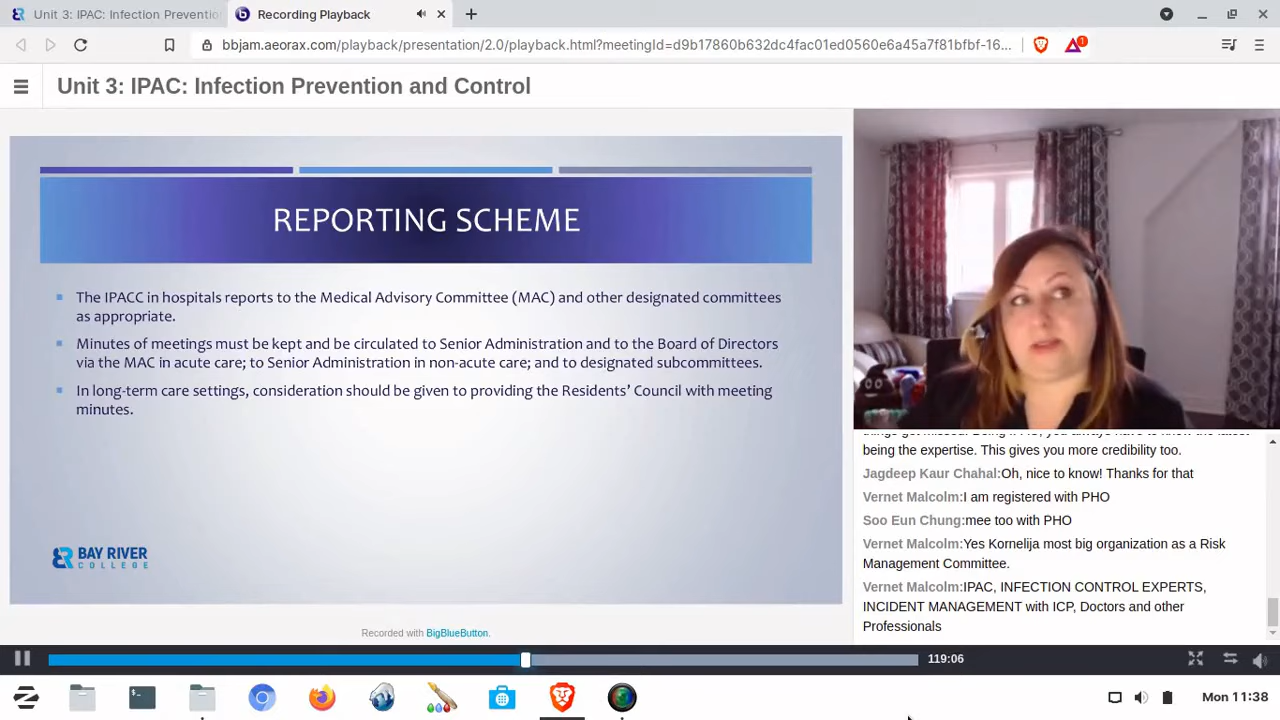 Unit 3: IPAC: Infection Prevention
Recording Playback
bbjam.aeorax.com/playback/presentation/2.0/playback.html?meetingId=d9b17860b632dc4fac01ed0560e6a45a7f81bfbf-16...
1
Unit 3: IPAC: Infection Prevention and Control
REPORTING SCHEME
The IPACC in hospitals reports to the Medical Advisory Committee (MAC) and other designated committees
as appropriate.
Minutes of meetings must be kept and be circulated to Senior Administration and to the Board of Directors
via the MAC in acute care; to Senior Administration in non-acute care; and to designated subcommittees.
In long-term care settings, consideration should be given to providing the Residents' Council with meeting
minutes.
BAY RIVER
COLLEGE
Recorded with BigBlueButton.
being the expertise. This gives you more credibility too.
Jagdeep Kaur Chahal:Oh, nice to know! Thanks for that
Vernet Malcolm:I am registered with PHO
Soo Eun Chung:mee too with PHO
Vernet Malcolm:Yes Kornelija most big organization as a Risk
Management Committee.
Vernet Malcolm:IPAC, INFECTION CONTROL EXPERTS,
INCIDENT MANAGEMENT with ICP, Doctors and other
Professionals
119:06
Mon 11:38